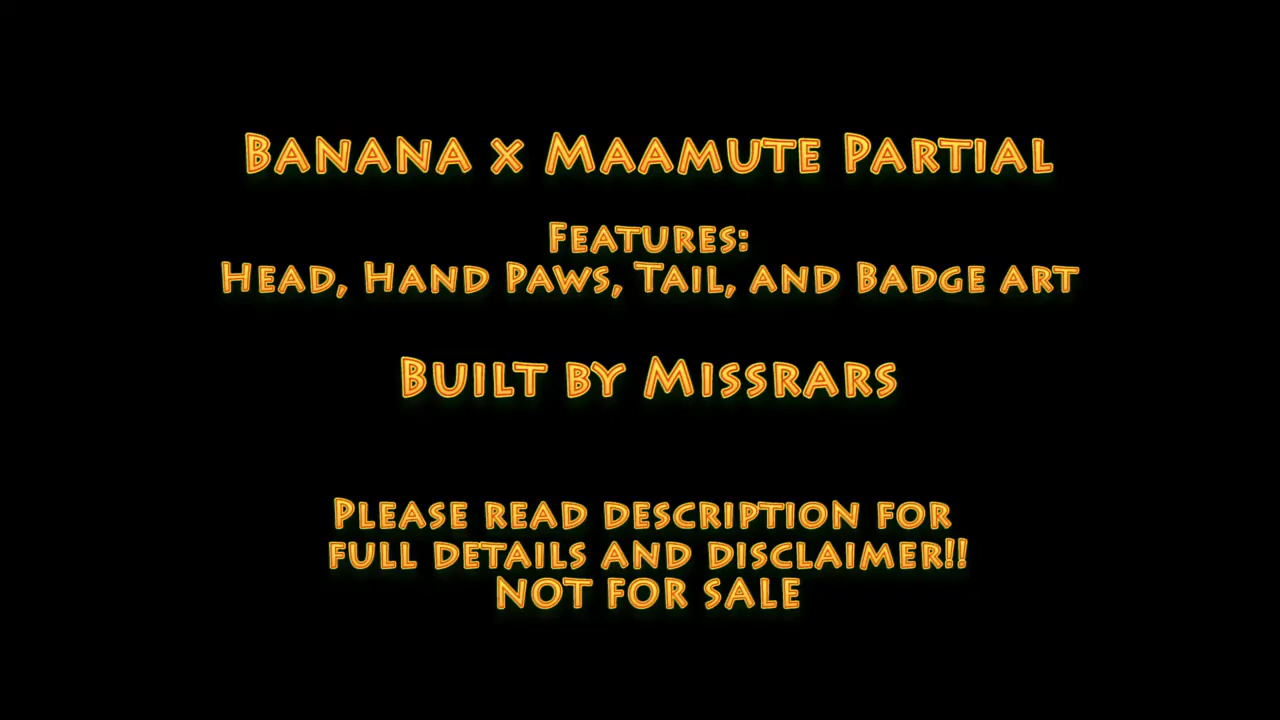 Banana x Maamute Partial
Features:
Head, Hand Paws, Tail, and Badge art
Built by Missrars
Please read description for
full details and disclaimer!!
NOT FOR SALE